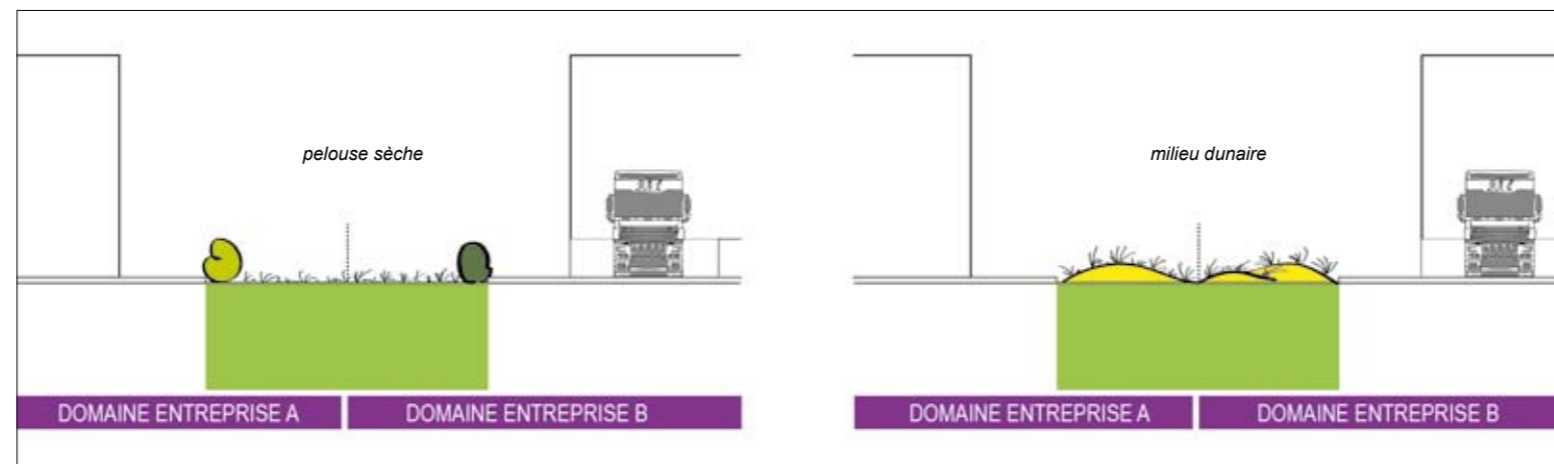 pelouse sèche
milieu dunaire
DOMAINE ENTREPRISE A
DOMAINE ENTREPRISE B
DOMAINE ENTREPRISE A
DOMAINE ENTREPRISE B